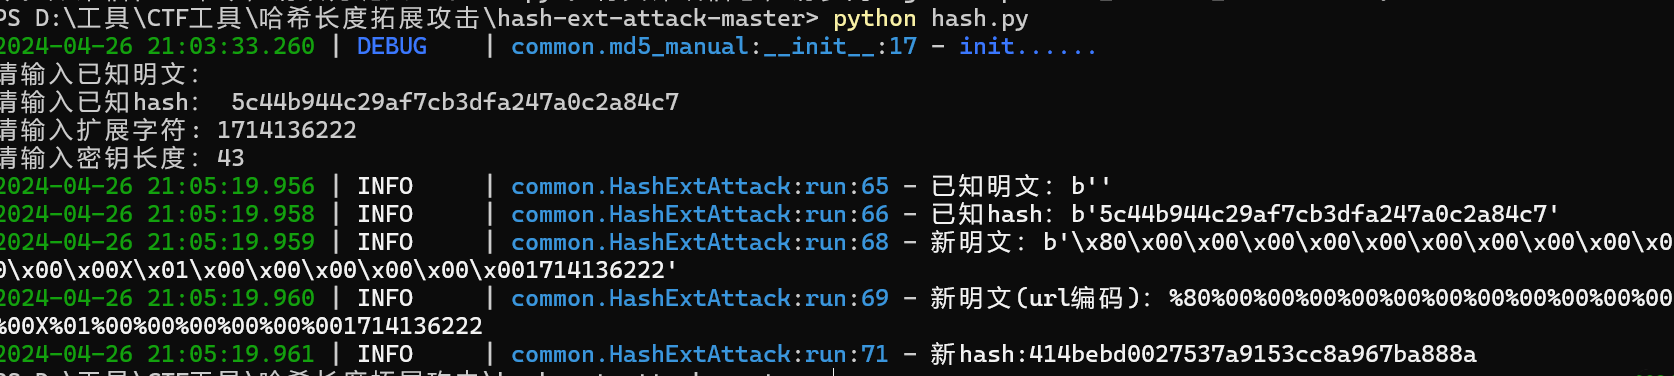 PS D:\工具\CTF工具\哈希长度拓展攻击\hash-ext-attack-master> python hash.py
2024-04-26 21:03:33.260 | DEBUG    | common.md5_manual:__init__:17 - init......
请输入已知明文：
请输入已知hash： 5c44b944c29af7cb3dfa247a0c2a84c7
请输入扩展字符：1714136222
请输入密钥长度：43
2024-04-26 21:05:19.956 | INFO     | common.HashExtAttack:run:65 - 已知明文：b''
2024-04-26 21:05:19.958 | INFO     | common.HashExtAttack:run:66 - 已知hash：b'5c44b944c29af7cb3dfa247a0c2a84c7'
2024-04-26 21:05:19.959 | INFO     | common.HashExtAttack:run:68 - 新明文：b'\x80\x00\x00\x00\x00\x00\x00\x00\x00\x00\x0
0\x00\x00X\x01\x00\x00\x00\x00\x00\x001714136222'
2024-04-26 21:05:19.960 | INFO     | common.HashExtAttack:run:69 - 新明文(url编码)：%80%00%00%00%00%00%00%00%00%00%00%00
%00X%01%00%00%00%00%00%001714136222
2024-04-26 21:05:19.961 | INFO     | common.HashExtAttack:run:71 - 新hash:414bebd0027537a9153cc8a967ba888a